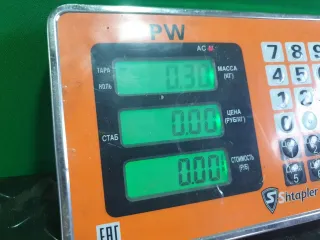 PW
AC
ТАРА
НОЛЬ
0.30
МАССА
(КГ)
7 8 9
4 5
СТАБ
0.00
ЦЕНА
(РУБ/КГ)
0.00
СТОИМОСТЬ
(РУБ)
Shtapler
EAC